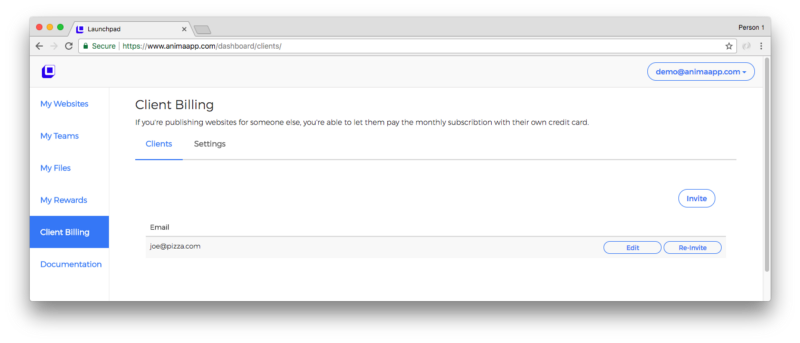 Launchpad
Person 1
Secure | https://www.animaapp.com/dashboard/clients/
demo@animaapp.com
My Websites
My Teams
My Files
My Rewards
Client Billing
Documentation
Client Billing
If you're publishing websites for someone else, you're able to let them pay the monthly subscribtion with their own credit card.
Clients Settings
Invite
Email
joe@pizza.com Edit Re-Invite